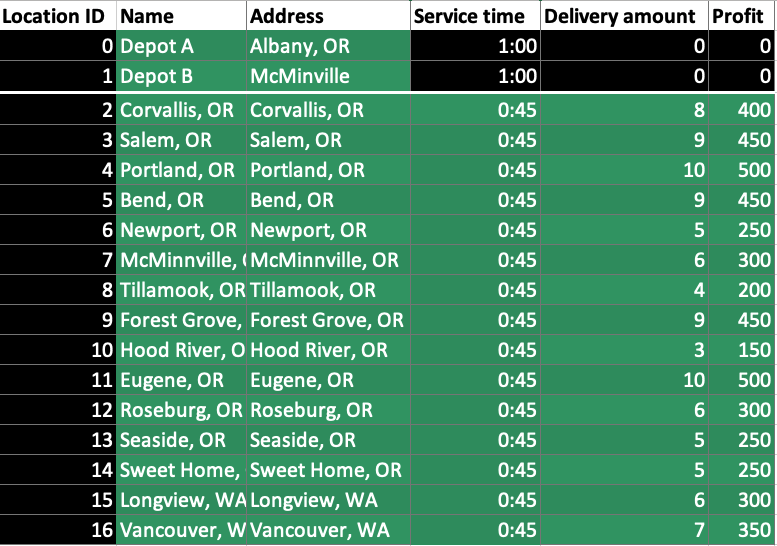 Location ID Name Address Service time Delivery amount Profit
0 Depot A Albany, OR 1:00 0 0
1 Depot B McMinville 1:00 0 0
2 Corvallis, OR Corvallis, OR 0:45 8 400
3 Salem, OR Salem, OR 0:45 9 450
4 Portland, OR Portland, OR 0:45 10 500
5 Bend, OR Bend, OR 0:45 9 450
6 Newport, OR Newport, OR 0:45 5 250
7 McMinnville, ( McMinnville, OR 0:45 6 300
8 Tillamook, OR Tillamook, OR 0:45 4 200
9 Forest Grove, Forest Grove, OR 0:45 9 450
10 Hood River, O Hood River, OR 0:45 3 150
11 Eugene, OR Eugene, OR 0:45 10 500
12 Roseburg, OR Roseburg, OR 0:45 6 300
13 Seaside, OR Seaside, OR 0:45 5 250
14 Sweet Home, Sweet Home, OR 0:45 5 250
15 Longview, WA Longview, WA 0:45 6 300
16 Vancouver, W Vancouver, WA 0:45 7 350